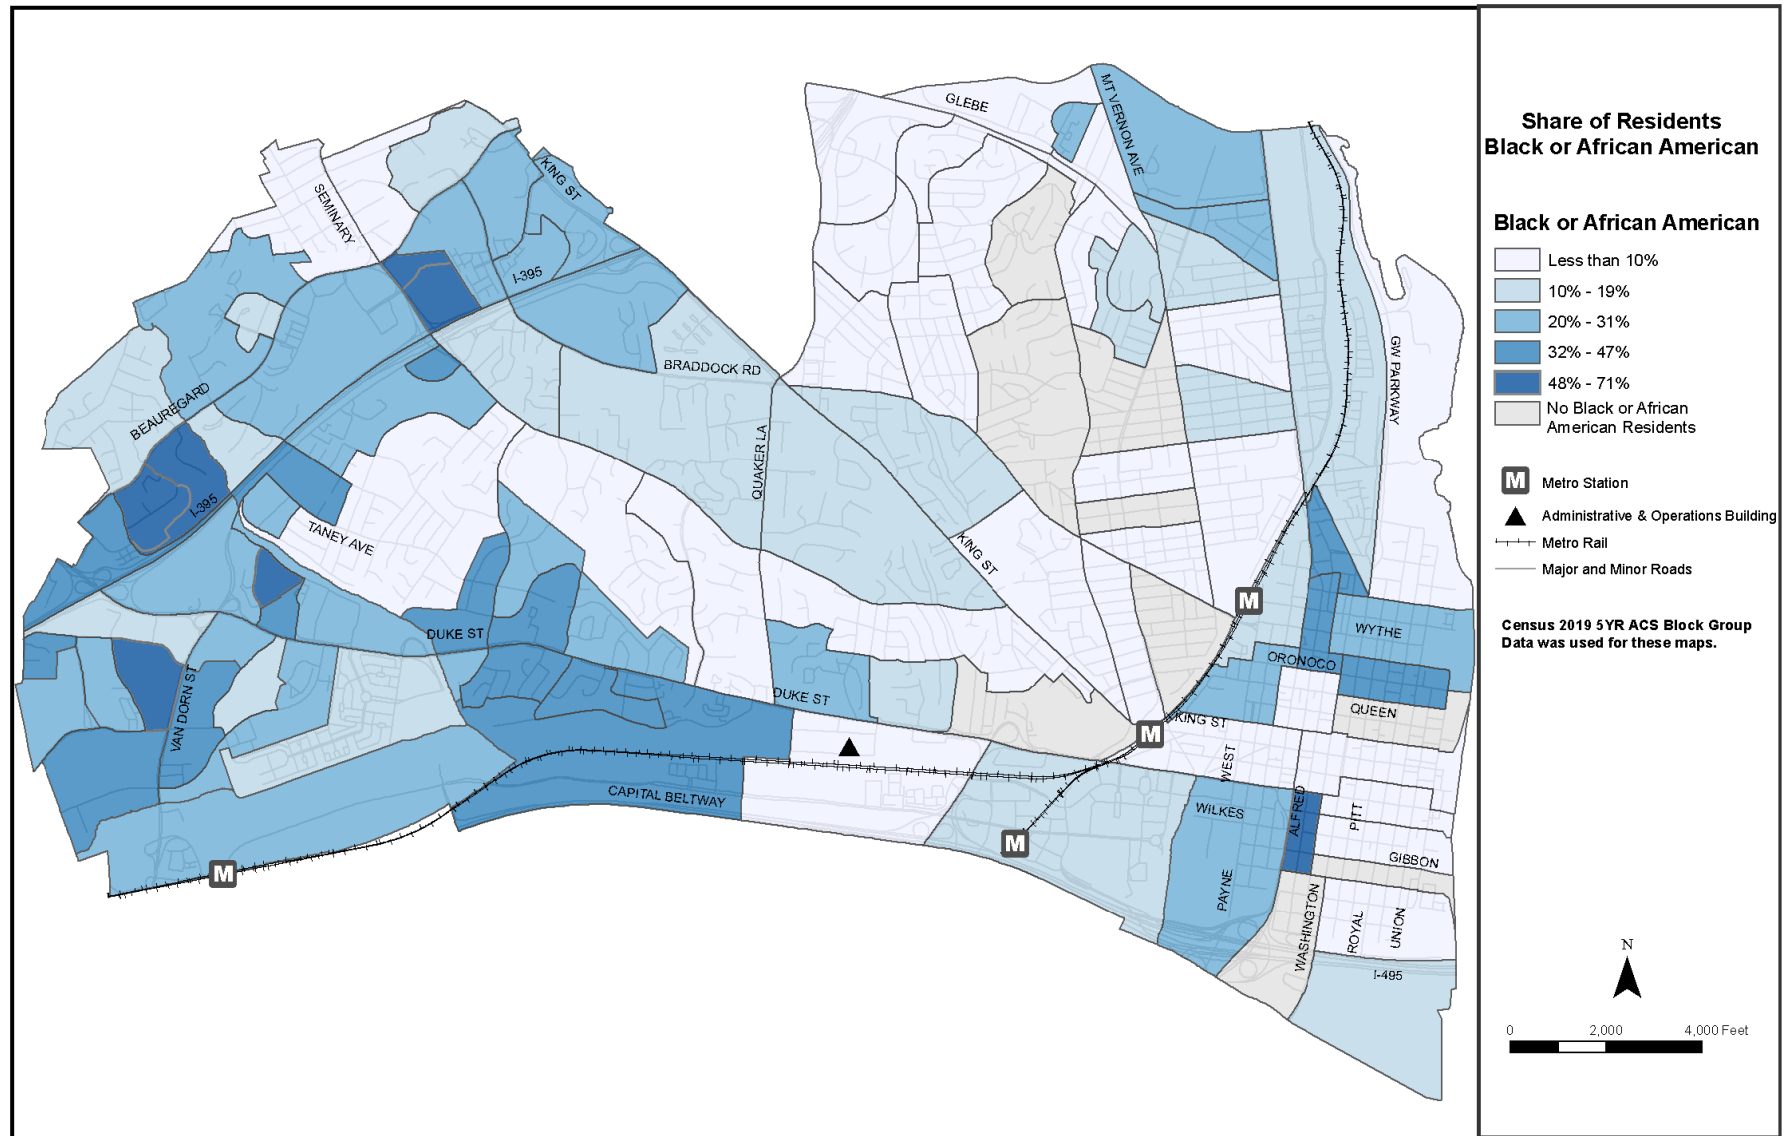 GLEBE
MT VERNON AVE
KING ST
SEMINARY
I-395
BRADDOCK RD
GW PARKWAY
BEAUREGARD
QUAKER LA
I-395
TANEY AVE
KING ST
M
DUKE ST
WYTHE
ORONOCO
DUKE ST
QUEEN
VAN DORN ST
KING ST
M
WEST
CAPITAL BELTWAY
WILKES
ALFRED
PITT
M
GIBBON
M
PAYNE
WASHINGTON
ROYAL
UNION
I-495
Share of Residents
Black or African American
Black or African American
Less than 10%
10% - 19%
20% - 31%
32% - 47%
48% - 71%
No Black or African
American Residents
M Metro Station
Administrative & Operations Building
Metro Rail
Major and Minor Roads
Census 2019 5YR ACS Block Group
Data was used for these maps.
N
0 2,000 4,000 Feet